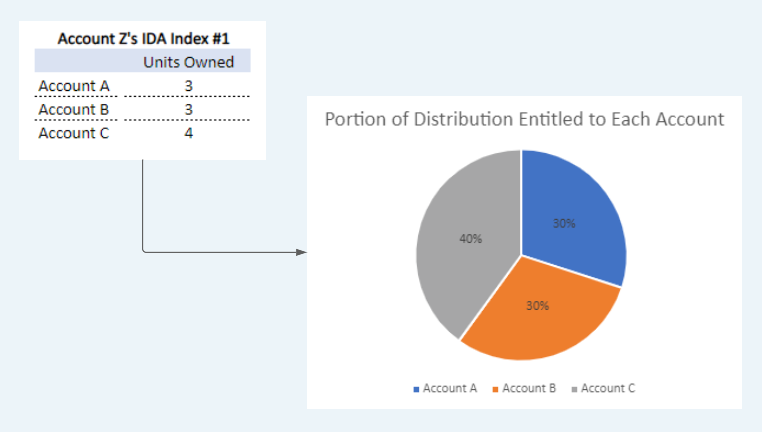 Account Z's IDA Index #1
Units Owned
Account A 3
Account B 3
Account C 4
Portion of Distribution Entitled to Each Account
30%
40%
30%
Account A Account B Account C